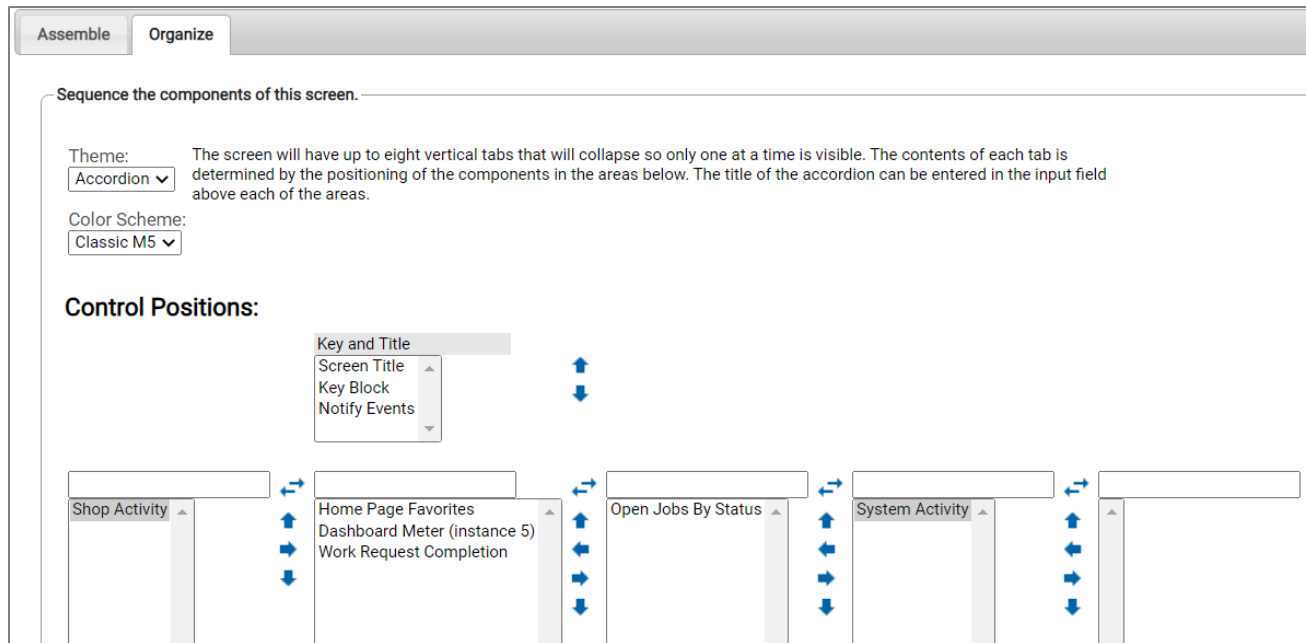 Assemble
Organize
Sequence the components of this screen.
Theme:
Accordion
The screen will have up to eight vertical tabs that will collapse so only one at a time is visible. The contents of each tab is
determined by the positioning of the components in the areas below. The title of the accordion can be entered in the input field
above each of the areas.
Color Scheme:
Classic M5
Control Positions:
Key and Title
Screen Title
Key Block
Notify Events
Shop Activity
Home Page Favorites
Dashboard Meter (instance 5)
Work Request Completion
Open Jobs By Status
System Activity